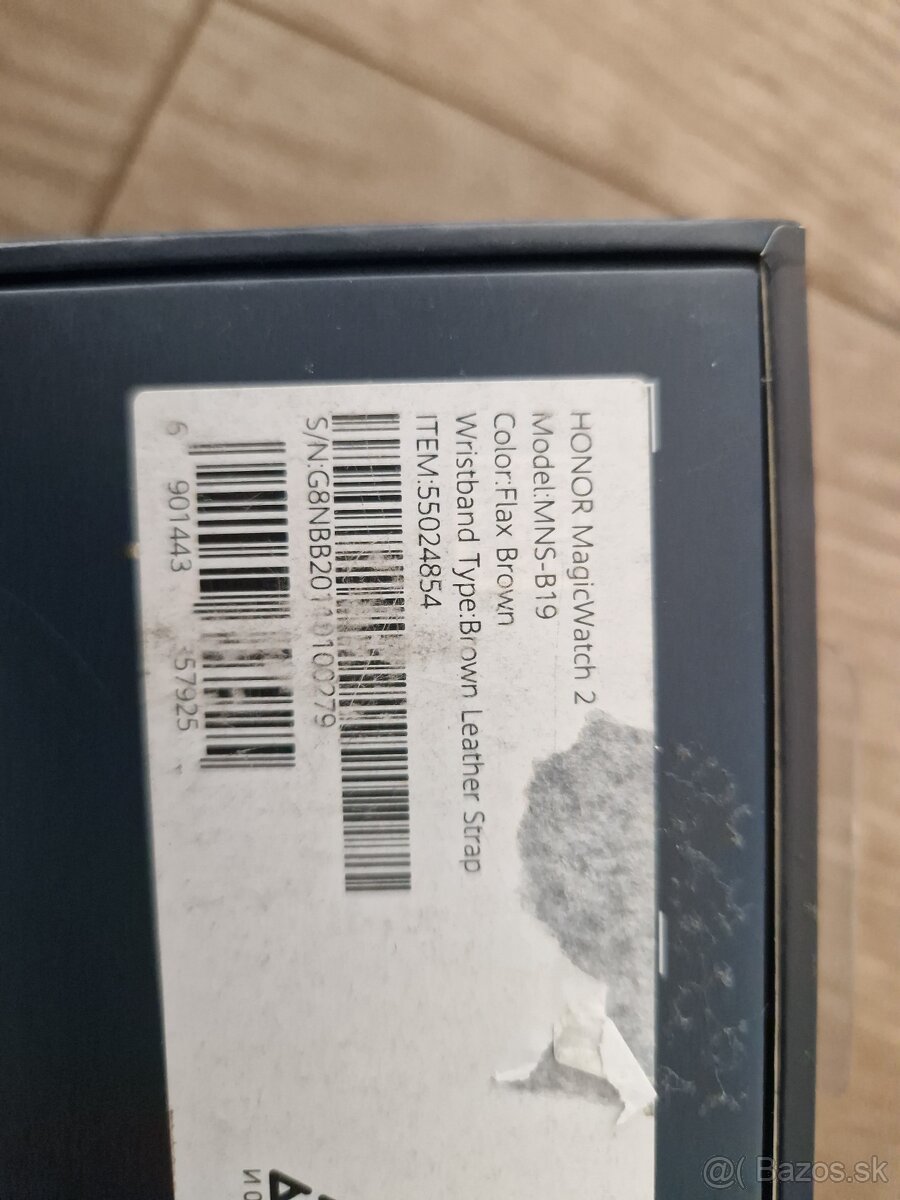 HONOR MagicWatch 2
Model:MNS-B19
Color:Flax Brown
Wristband Type:Brown Leather Strap
ITEM:55024854
6 901443
@( Bazos.sk